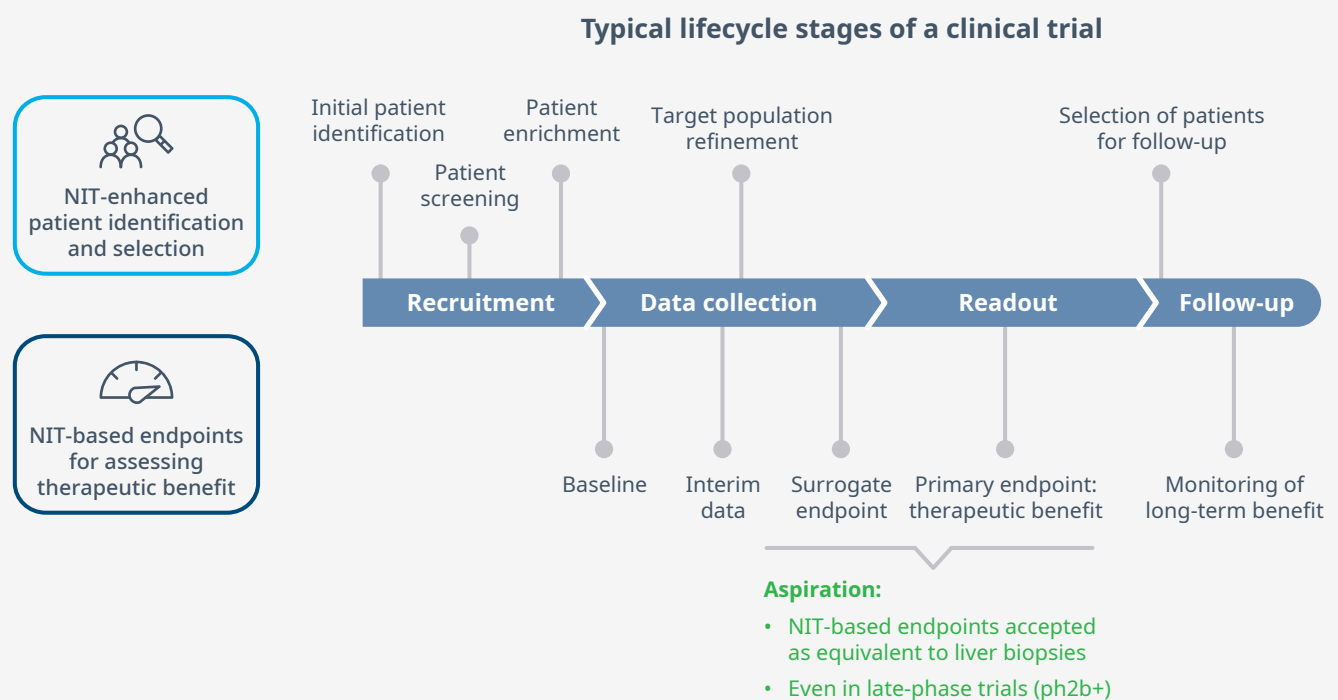 Typical lifecycle stages of a clinical trial
NIT-enhanced
patient identification
and selection
Initial patient
identification
Patient
screening
Patient
enrichment
Target population
refinement
Selection of patients
for follow-up
Recruitment
Data collection
Readout
Follow-up
NIT-based endpoints
for assessing
therapeutic benefit
Baseline
Interim
data
Surrogate
endpoint
Primary endpoint:
therapeutic benefit
Monitoring of
long-term benefit
Aspiration:
• NIT-based endpoints accepted
as equivalent to liver biopsies
• Even in late-phase trials (ph2b+)